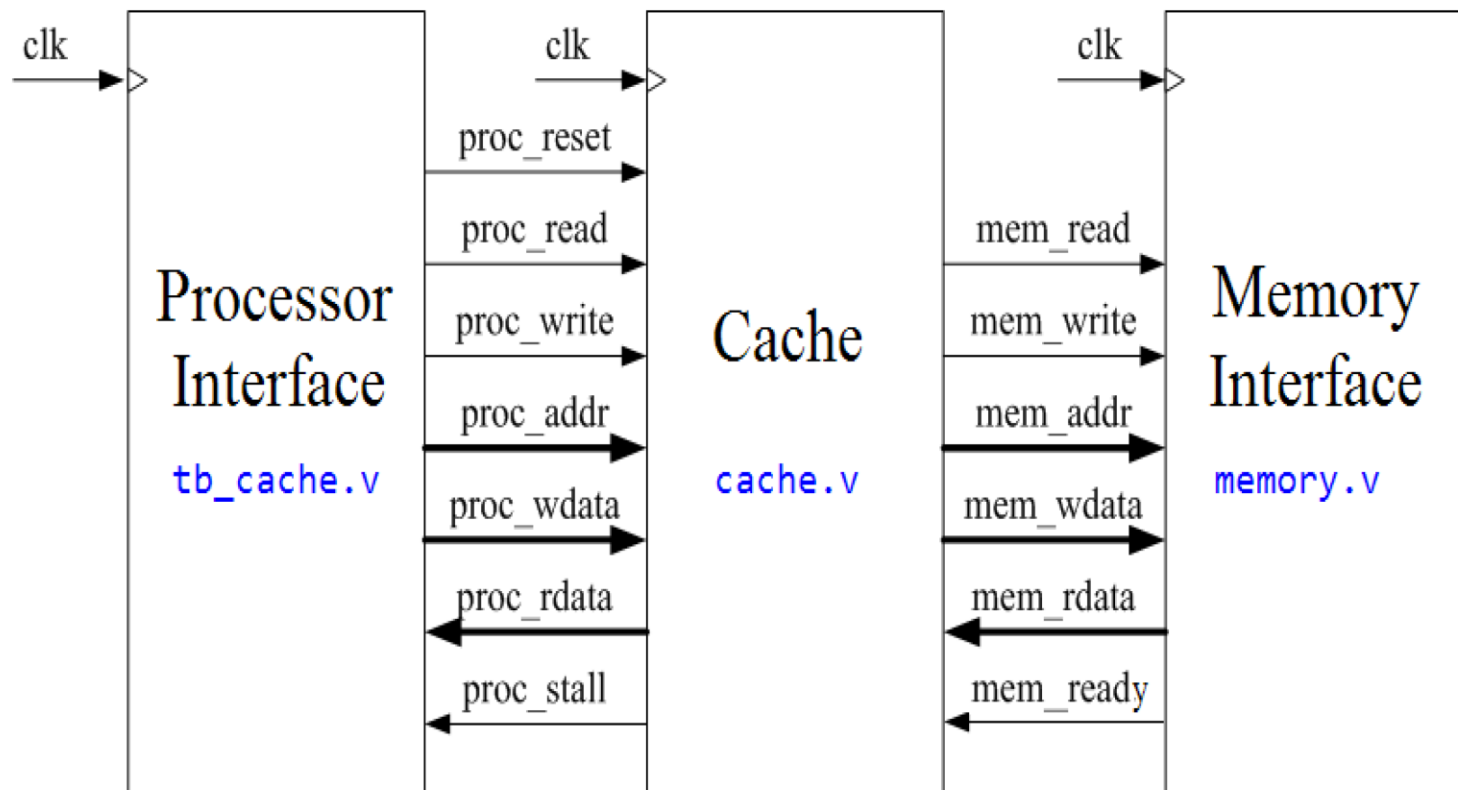 clk
clk
clk
proc_reset
proc_read
mem_read
Processor
Interface
proc_write
Cache
mem_write
Memory
Interface
proc_addr
mem_addr
tb_cache.v
cache.v
memory.v
proc_wdata
mem_wdata
proc_rdata
mem_rdata
proc_stall
mem_ready